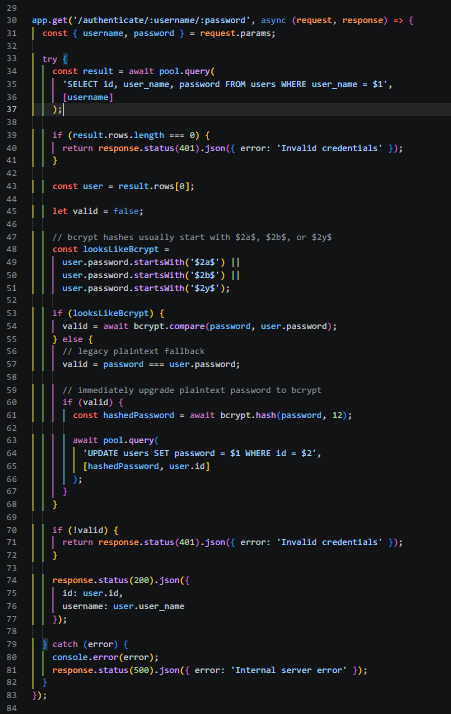 29
30 app.get('/authenticate/:username/:password', async (request, response) => {
31   const { username, password } = request.params;
32
33   try {
34     const result = await pool.query(
35       'SELECT id, user_name, password FROM users WHERE user_name = $1',
36       [username]
37     );
38
39     if (result.rows.length === 0) {
40       return response.status(401).json({ error: 'Invalid credentials' });
41     }
42
43     const user = result.rows[0];
44
45     let valid = false;
46
47     // bcrypt hashes usually start with $2a$, $2b$, or $2y$
48     const looksLikeBcrypt =
49       user.password.startsWith('$2a$') ||
50       user.password.startsWith('$2b$') ||
51       user.password.startsWith('$2y$');
52
53     if (looksLikeBcrypt) {
54       valid = await bcrypt.compare(password, user.password);
55     } else {
56       // legacy plaintext fallback
57       valid = password === user.password;
58
59       // immediately upgrade plaintext password to bcrypt
60       if (valid) {
61         const hashedPassword = await bcrypt.hash(password, 12);
62
63         await pool.query(
64           'UPDATE users SET password = $1 WHERE id = $2',
65           [hashedPassword, user.id]
66         );
67       }
68     }
69
70     if (!valid) {
71       return response.status(401).json({ error: 'Invalid credentials' });
72     }
73
74     response.status(200).json({
75       id: user.id,
76       username: user.user_name
77     });
78
79   } catch (error) {
80     console.error(error);
81     response.status(500).json({ error: 'Internal server error' });
82   }
83 });
84